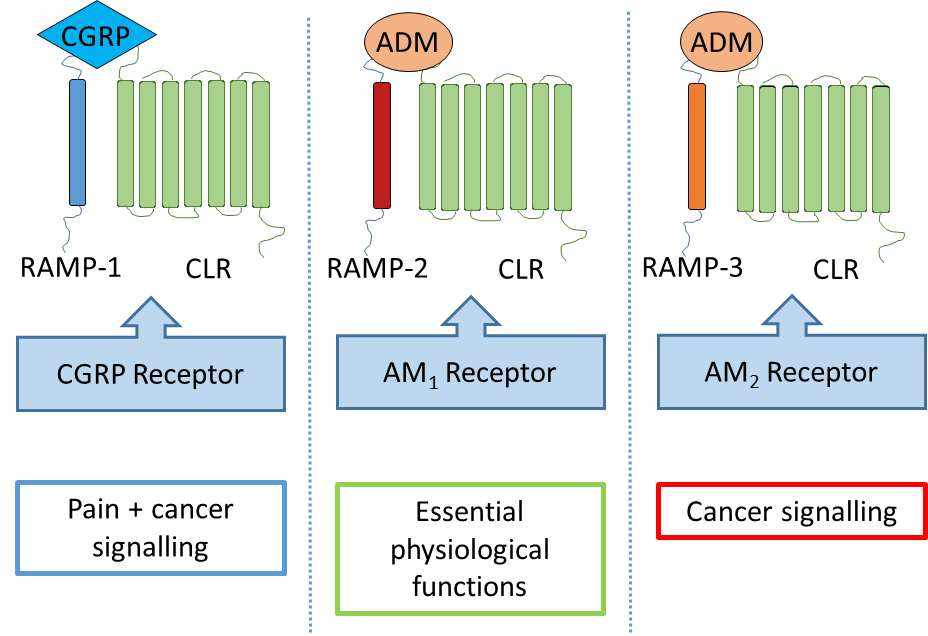 CGRP
ADM
ADM
RAMP-1
CLR
RAMP-2
CLR
RAMP-3
CLR
CGRP Receptor
AM₁ Receptor
AM₂ Receptor
Pain + cancer
signalling
Essential
physiological
functions
Cancer signalling